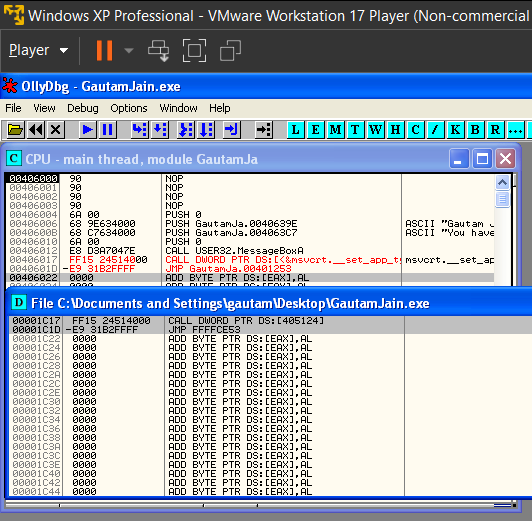 Windows XP Professional - VMware Workstation 17 Player (Non-commercial
Player
OllyDbg - GautamJain.exe
File View Debug Options Window Help
L E M T W H C / K B R ...
C CPU - main thread, module GautamJa
00406000 90 NOP
00406001 90 NOP
00406002 90 NOP
00406003 90 NOP
00406004 6A 00 PUSH 0
00406006 68 9E634000 PUSH GautamJa.0040639E ASCII "Gautam J
0040600B 68 C7634000 PUSH GautamJa.004063C7 ASCII "You have
00406010 6A 00 PUSH 0
00406012 E8 D3A7047E CALL USER32.MessageBoxA
00406017 FF15 24514000 CALL DWORD PTR DS:[<&msvcrt.__set_app_ty msvcrt.__set_app
0040601D -E9 31B2FFFF JMP GautamJa.00401253
00406022 0000 ADD BYTE PTR DS:[EAX],AL
D File C:\Documents and Settings\gautam\Desktop\GautamJain.exe
00001C17 FF15 24514000 CALL DWORD PTR DS:[405124]
00001C1D -E9 31B2FFFF JMP FFFFCE53
00001C22 0000 ADD BYTE PTR DS:[EAX],AL
00001C24 0000 ADD BYTE PTR DS:[EAX],AL
00001C26 0000 ADD BYTE PTR DS:[EAX],AL
00001C28 0000 ADD BYTE PTR DS:[EAX],AL
00001C2A 0000 ADD BYTE PTR DS:[EAX],AL
00001C2C 0000 ADD BYTE PTR DS:[EAX],AL
00001C2E 0000 ADD BYTE PTR DS:[EAX],AL
00001C30 0000 ADD BYTE PTR DS:[EAX],AL
00001C32 0000 ADD BYTE PTR DS:[EAX],AL
00001C34 0000 ADD BYTE PTR DS:[EAX],AL
00001C36 0000 ADD BYTE PTR DS:[EAX],AL
00001C38 0000 ADD BYTE PTR DS:[EAX],AL
00001C3A 0000 ADD BYTE PTR DS:[EAX],AL
00001C3C 0000 ADD BYTE PTR DS:[EAX],AL
00001C3E 0000 ADD BYTE PTR DS:[EAX],AL
00001C40 0000 ADD BYTE PTR DS:[EAX],AL
00001C42 0000 ADD BYTE PTR DS:[EAX],AL
00001C44 0000 ADD BYTE PTR DS:[EAX],AL